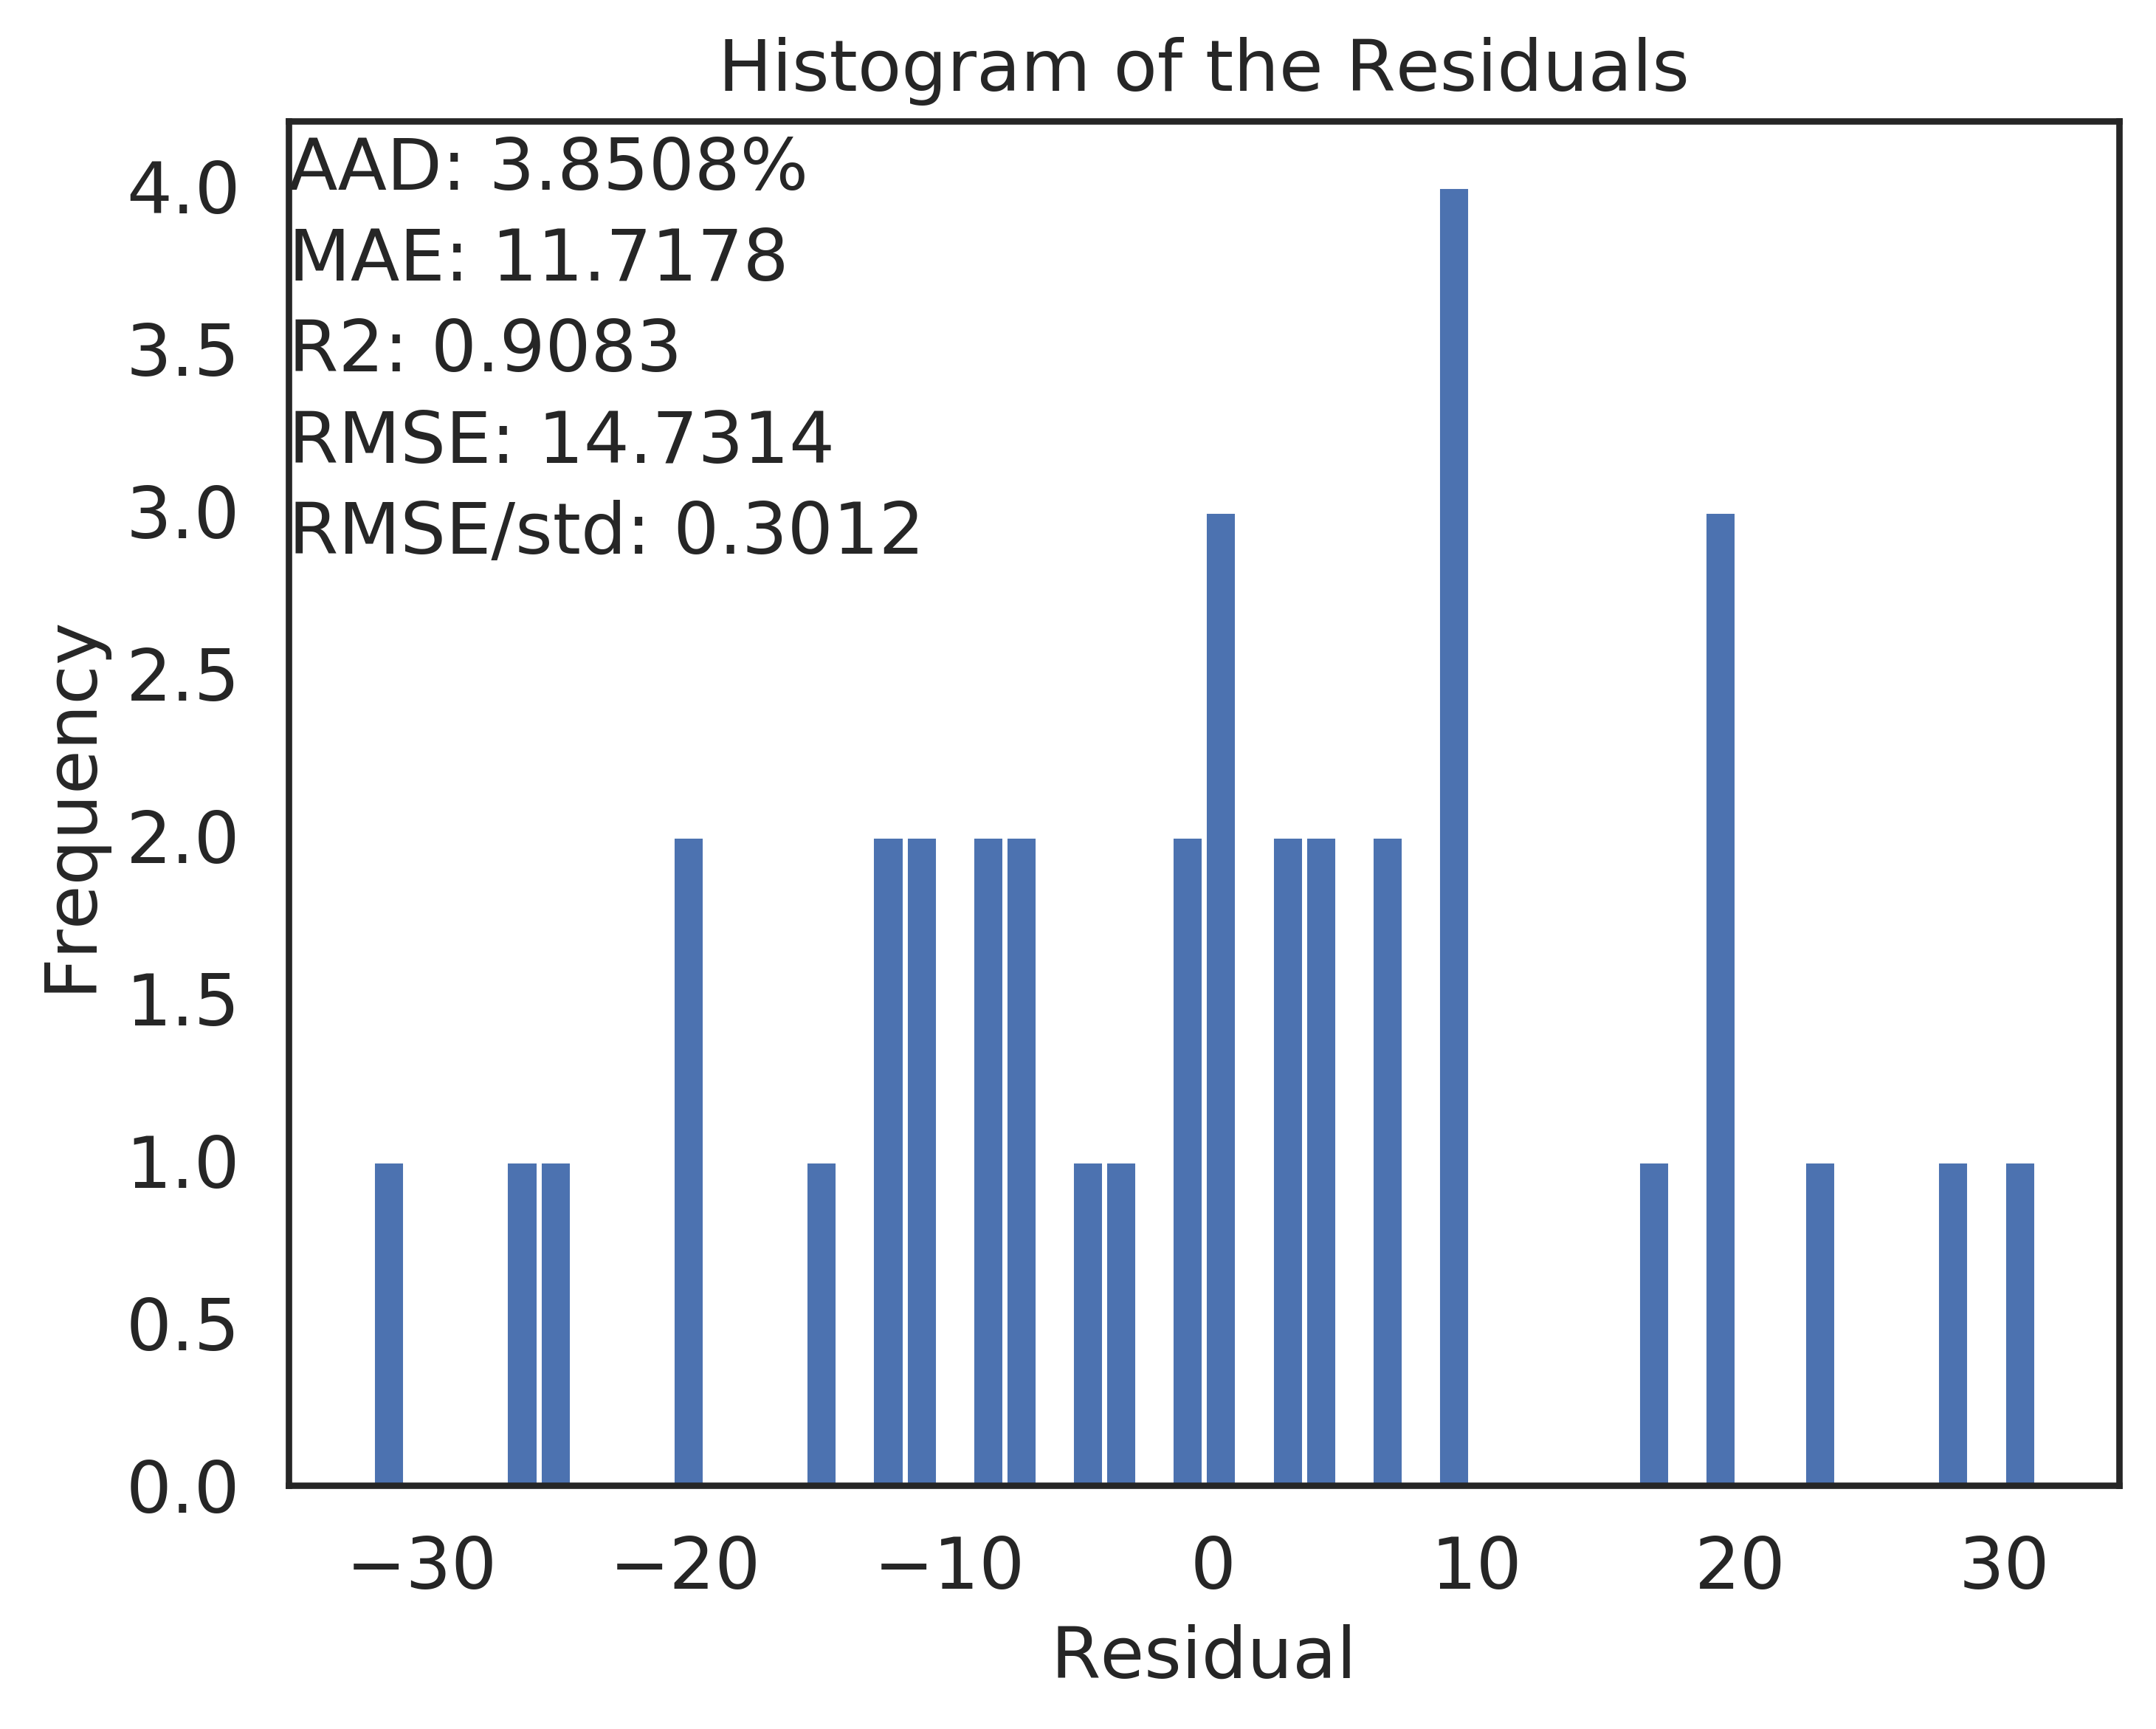 Histogram of the Residuals
AAD: 3.8508%
MAE: 11.7178
R2: 0.9083
RMSE: 14.7314
RMSE/std: 0.3012
Frequency
4.0
3.5
3.0
2.5
2.0
1.5
1.0
0.5
0.0
−30 −20 −10 0 10 20 30
Residual